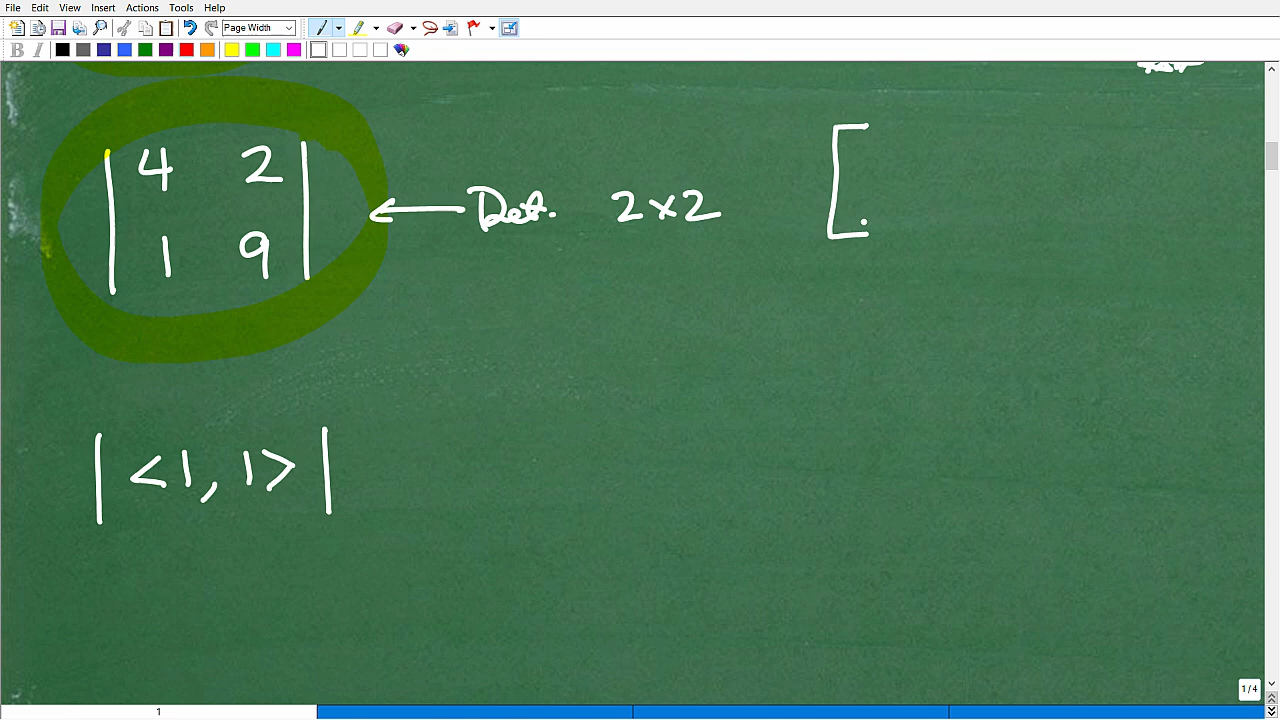 File Edit View Insert Actions Tools Help
Page Width
B I
| 4 2 |
| 1 9 |
← Det. 2×2 [
|<1, 1>|
1/4
1